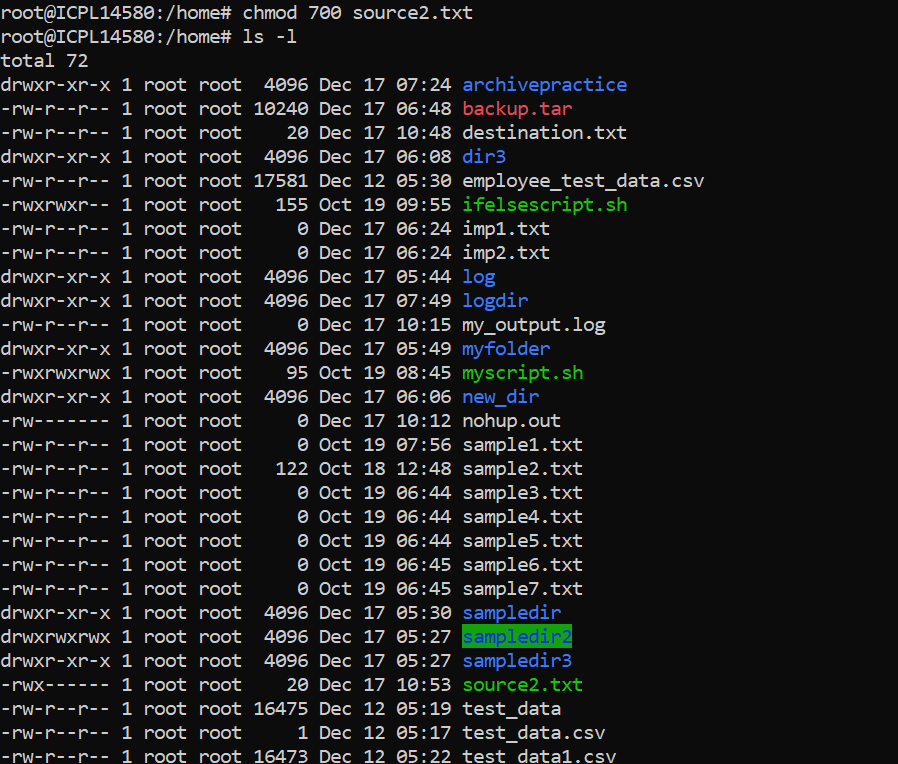 root@ICPL14580:/home# chmod 700 source2.txt
root@ICPL14580:/home# ls -l
total 72
drwxr-xr-x 1 root root  4096 Dec 17 07:24 archivepractice
-rw-r--r-- 1 root root 10240 Dec 17 06:48 backup.tar
-rw-r--r-- 1 root root    20 Dec 17 10:48 destination.txt
drwxr-xr-x 1 root root  4096 Dec 17 06:08 dir3
-rw-r--r-- 1 root root 17581 Dec 12 05:30 employee_test_data.csv
-rwxrwxr-- 1 root root   155 Oct 19 09:55 ifelsescript.sh
-rw-r--r-- 1 root root     0 Dec 17 06:24 imp1.txt
-rw-r--r-- 1 root root     0 Dec 17 06:24 imp2.txt
drwxr-xr-x 1 root root  4096 Dec 17 05:44 log
drwxr-xr-x 1 root root  4096 Dec 17 07:49 logdir
-rw-r--r-- 1 root root     0 Dec 17 10:15 my_output.log
drwxr-xr-x 1 root root  4096 Dec 17 05:49 myfolder
-rwxrwxrwx 1 root root    95 Oct 19 08:45 myscript.sh
drwxr-xr-x 1 root root  4096 Dec 17 06:06 new_dir
-rw------- 1 root root     0 Dec 17 10:12 nohup.out
-rw-r--r-- 1 root root     0 Oct 19 07:56 sample1.txt
-rw-r--r-- 1 root root   122 Oct 18 12:48 sample2.txt
-rw-r--r-- 1 root root     0 Oct 19 06:44 sample3.txt
-rw-r--r-- 1 root root     0 Oct 19 06:44 sample4.txt
-rw-r--r-- 1 root root     0 Oct 19 06:44 sample5.txt
-rw-r--r-- 1 root root     0 Oct 19 06:45 sample6.txt
-rw-r--r-- 1 root root     0 Oct 19 06:45 sample7.txt
drwxr-xr-x 1 root root  4096 Dec 17 05:30 sampledir
drwxrwxrwx 1 root root  4096 Dec 17 05:27 sampledir2
drwxr-xr-x 1 root root  4096 Dec 17 05:27 sampledir3
-rwx------ 1 root root    20 Dec 17 10:53 source2.txt
-rw-r--r-- 1 root root 16475 Dec 12 05:19 test_data
-rw-r--r-- 1 root root     1 Dec 12 05:17 test_data.csv
-rw-r--r-- 1 root root 16473 Dec 12 05:22 test_data1.csv